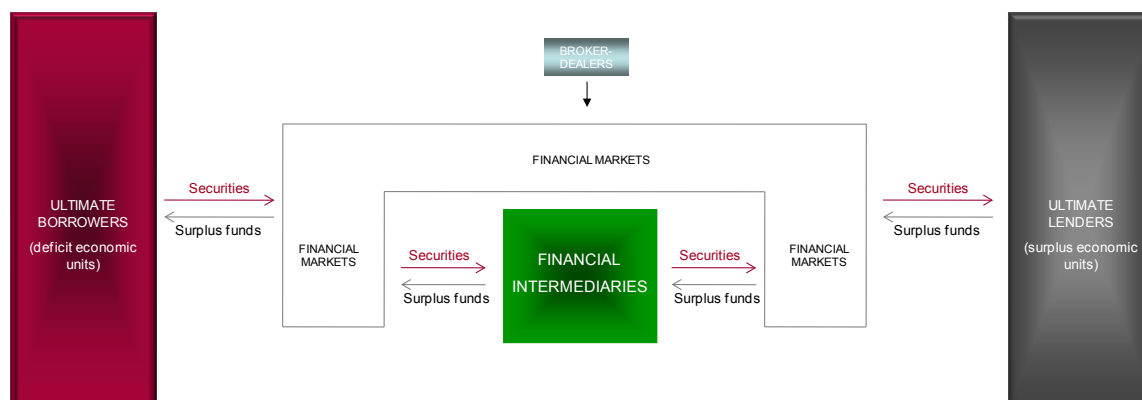 BROKER-
DEALERS
FINANCIAL MARKETS
Securities
Surplus funds
ULTIMATE
BORROWERS
(deficit economic
units)
FINANCIAL
MARKETS
Securities
Surplus funds
FINANCIAL
INTERMEDIARIES
Securities
Surplus funds
FINANCIAL
MARKETS
Securities
Surplus funds
ULTIMATE
LENDERS
(surplus economic
units)